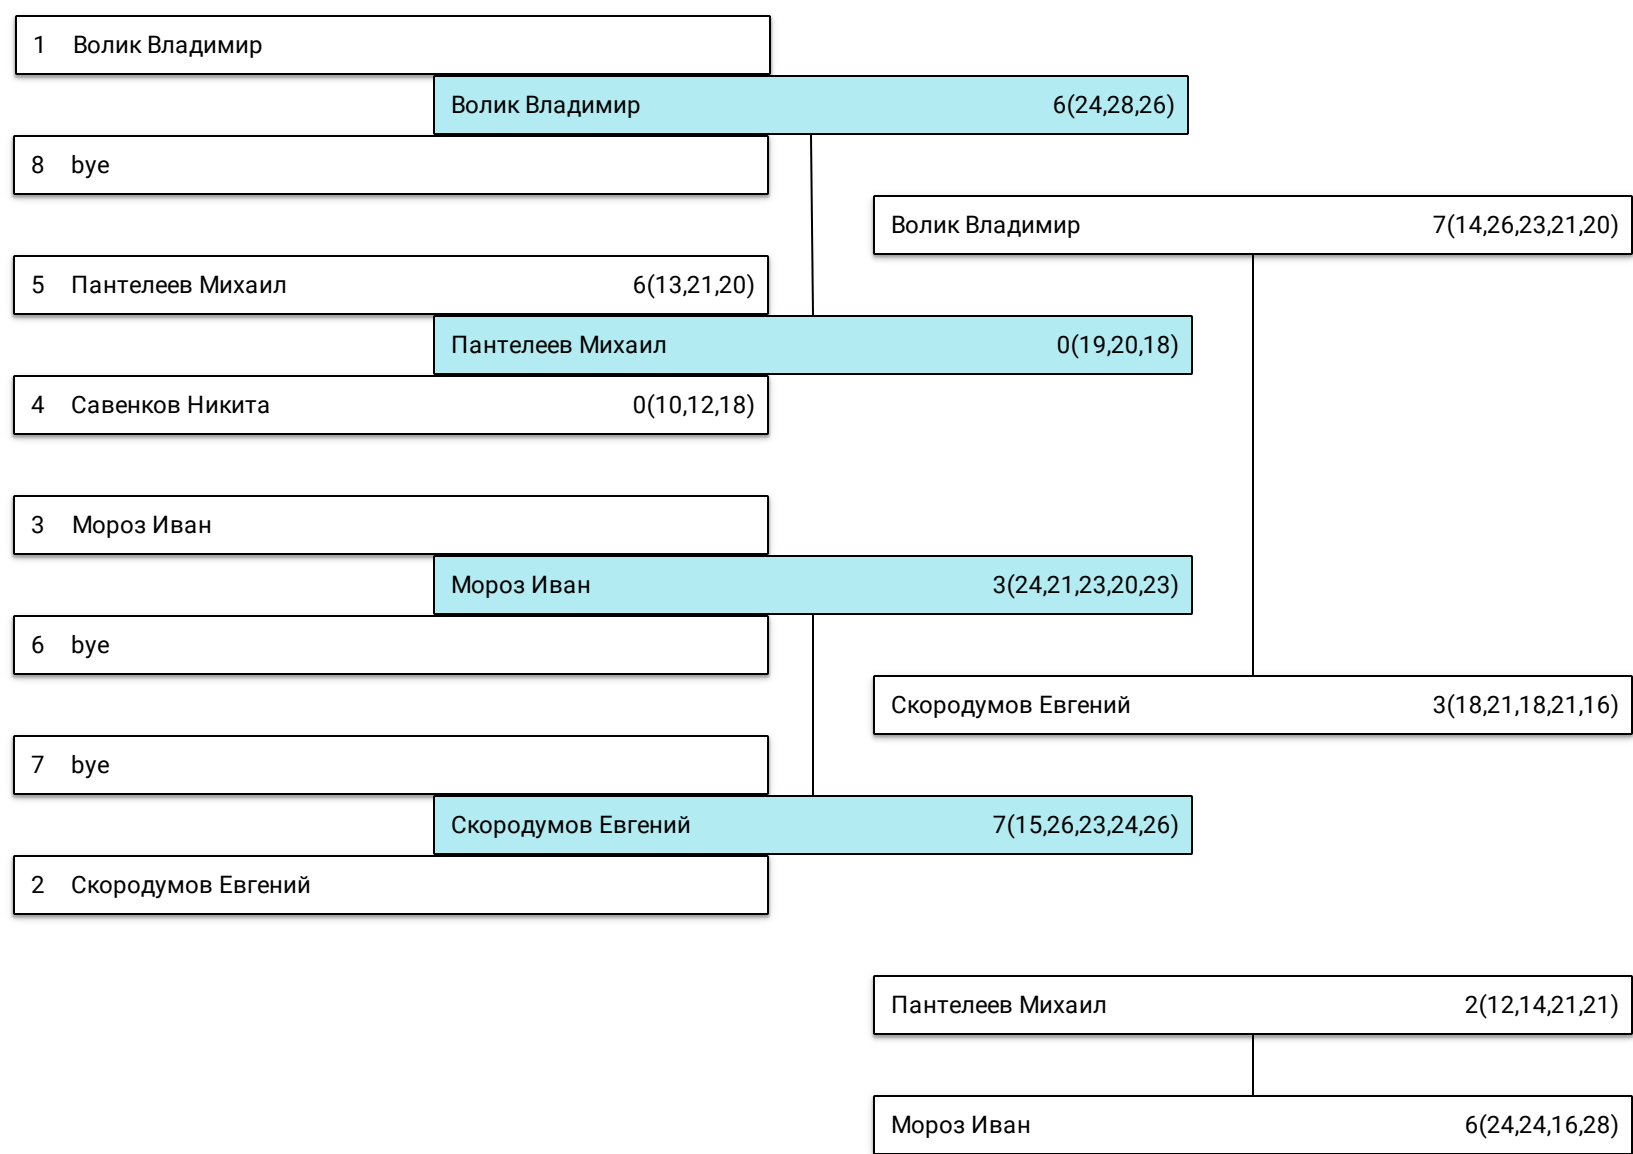 1 Волик Владимир
Волик Владимир 6(24,28,26)
8 bye
Волик Владимир 7(14,26,23,21,20)
5 Пантелеев Михаил 6(13,21,20)
Пантелеев Михаил 0(19,20,18)
4 Савенков Никита 0(10,12,18)
3 Мороз Иван
Мороз Иван 3(24,21,23,20,23)
6 bye
Скородумов Евгений 3(18,21,18,21,16)
7 bye
Скородумов Евгений 7(15,26,23,24,26)
2 Скородумов Евгений
Пантелеев Михаил 2(12,14,21,21)
Мороз Иван 6(24,24,16,28)